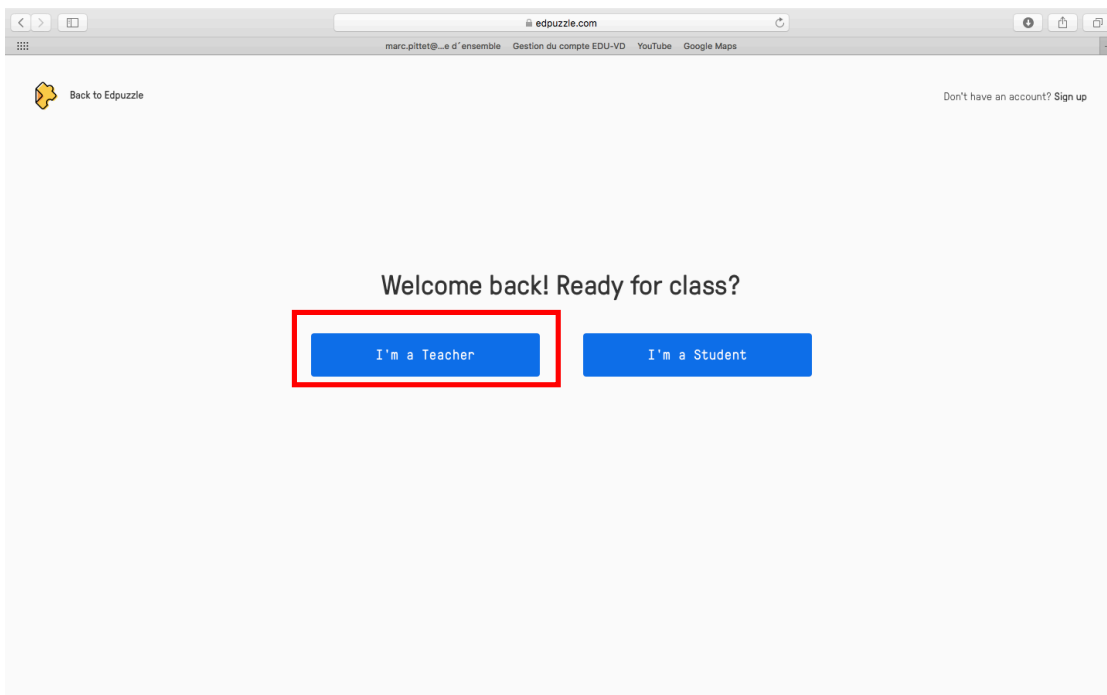 edpuzzle.com
marc.pittet@...e d´ensemble Gestion du compte EDU-VD YouTube Google Maps
Back to Edpuzzle
Don't have an account? Sign up
Welcome back! Ready for class?
I'm a Teacher
I'm a Student